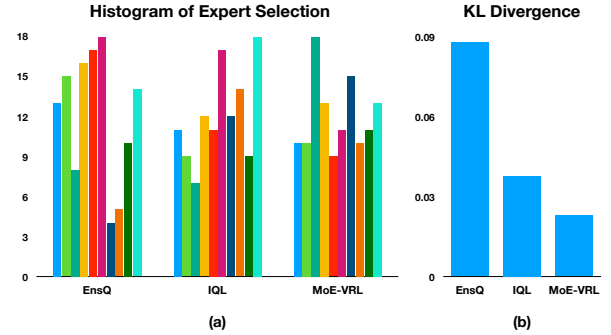 Histogram of Expert Selection
18
15
12
9
6
3
0
EnsQ IQL MoE-VRL
(a)
KL Divergence
0.09
0.06
0.03
0
EnsQ IQL MoE-VRL
(b)